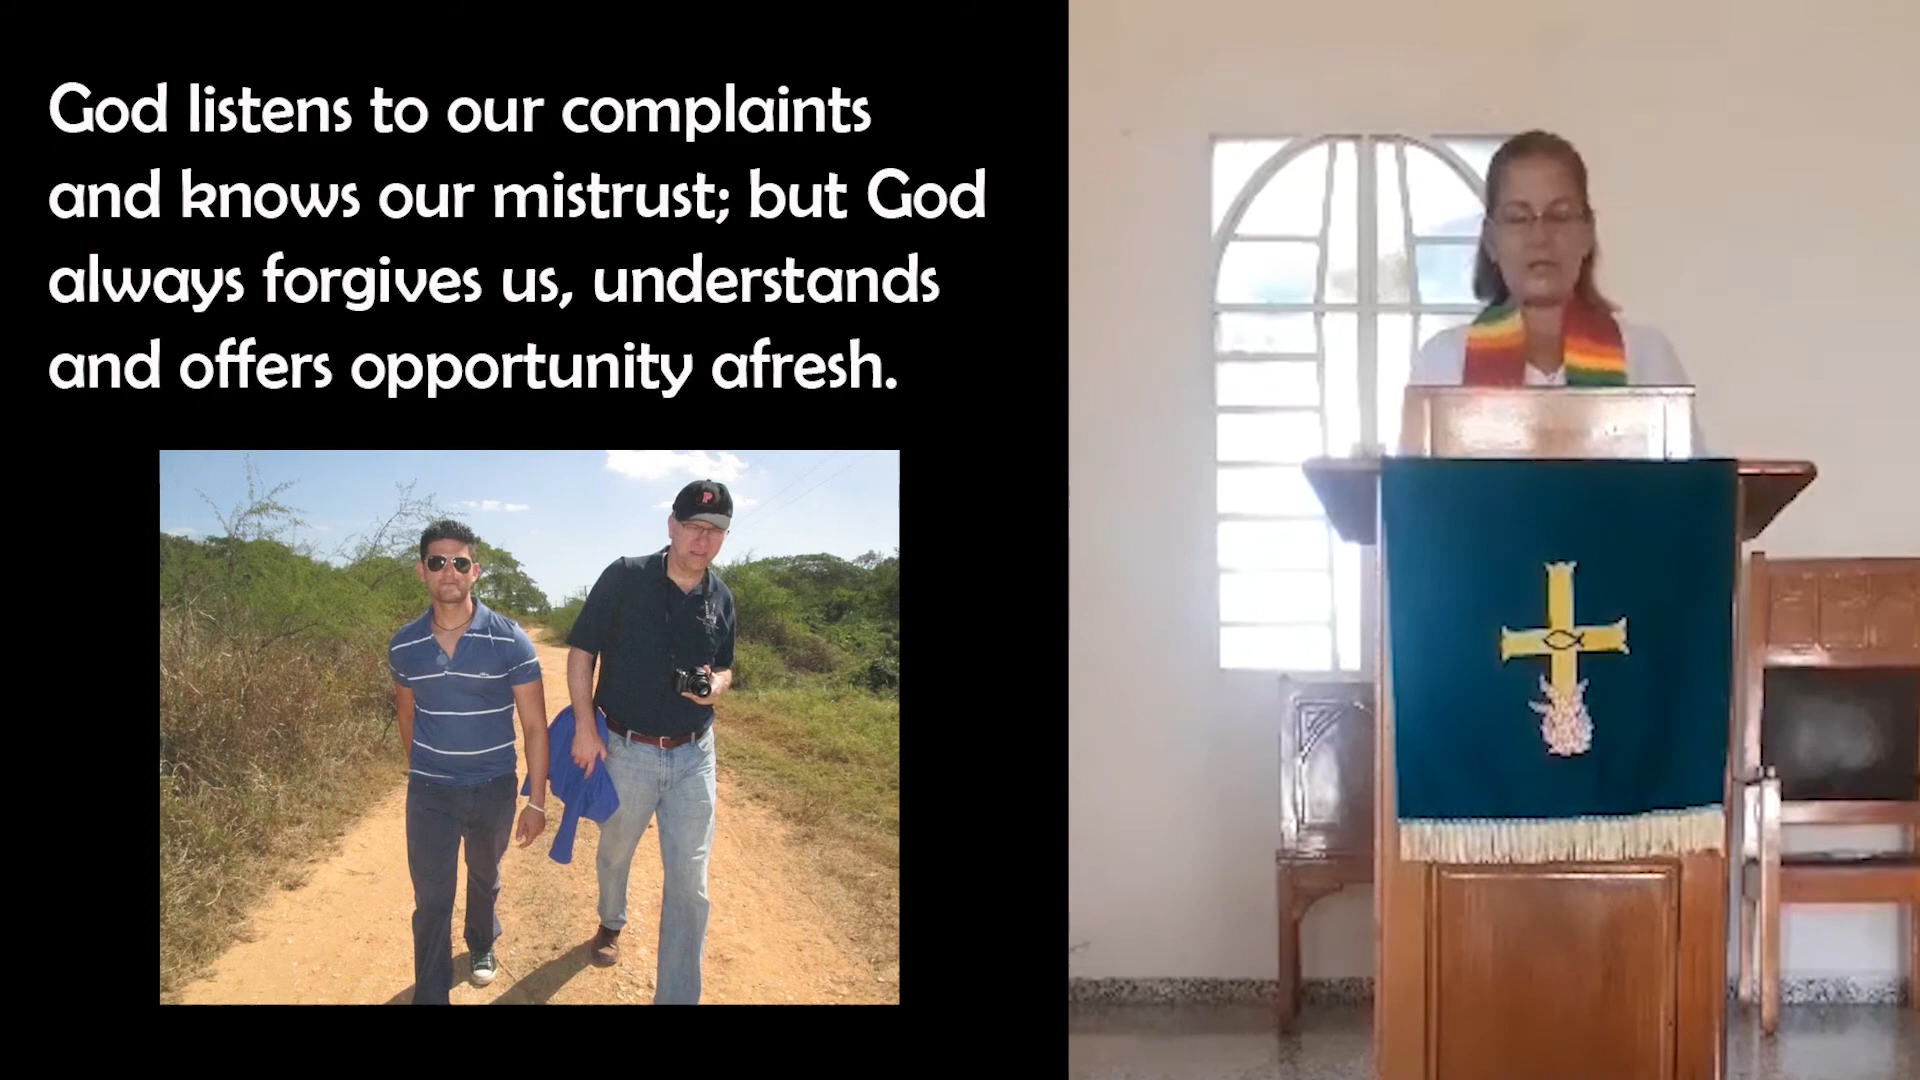 God listens to our complaints
and knows our mistrust; but God
always forgives us, understands
and offers opportunity afresh.
P